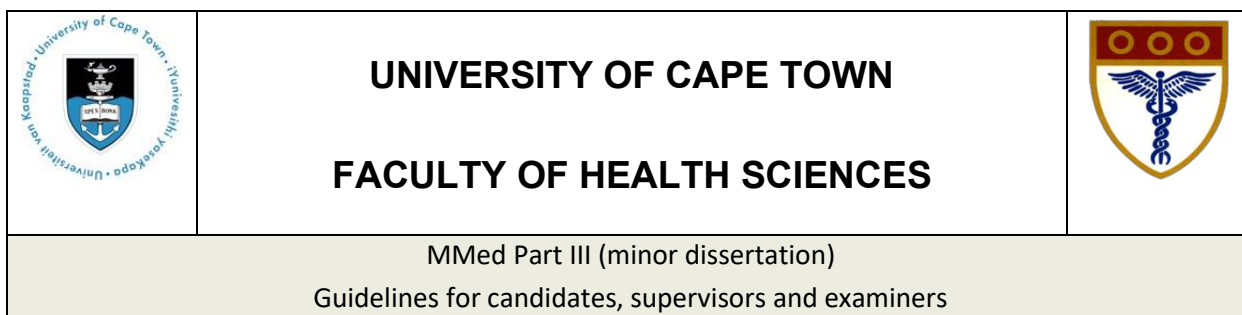 University of Cape Town · iYunivesithi yaseKapa · Universiteit van Kaapstad ·
SPES BONA
UNIVERSITY OF CAPE TOWN
FACULTY OF HEALTH SCIENCES
MMed Part III (minor dissertation)
Guidelines for candidates, supervisors and examiners